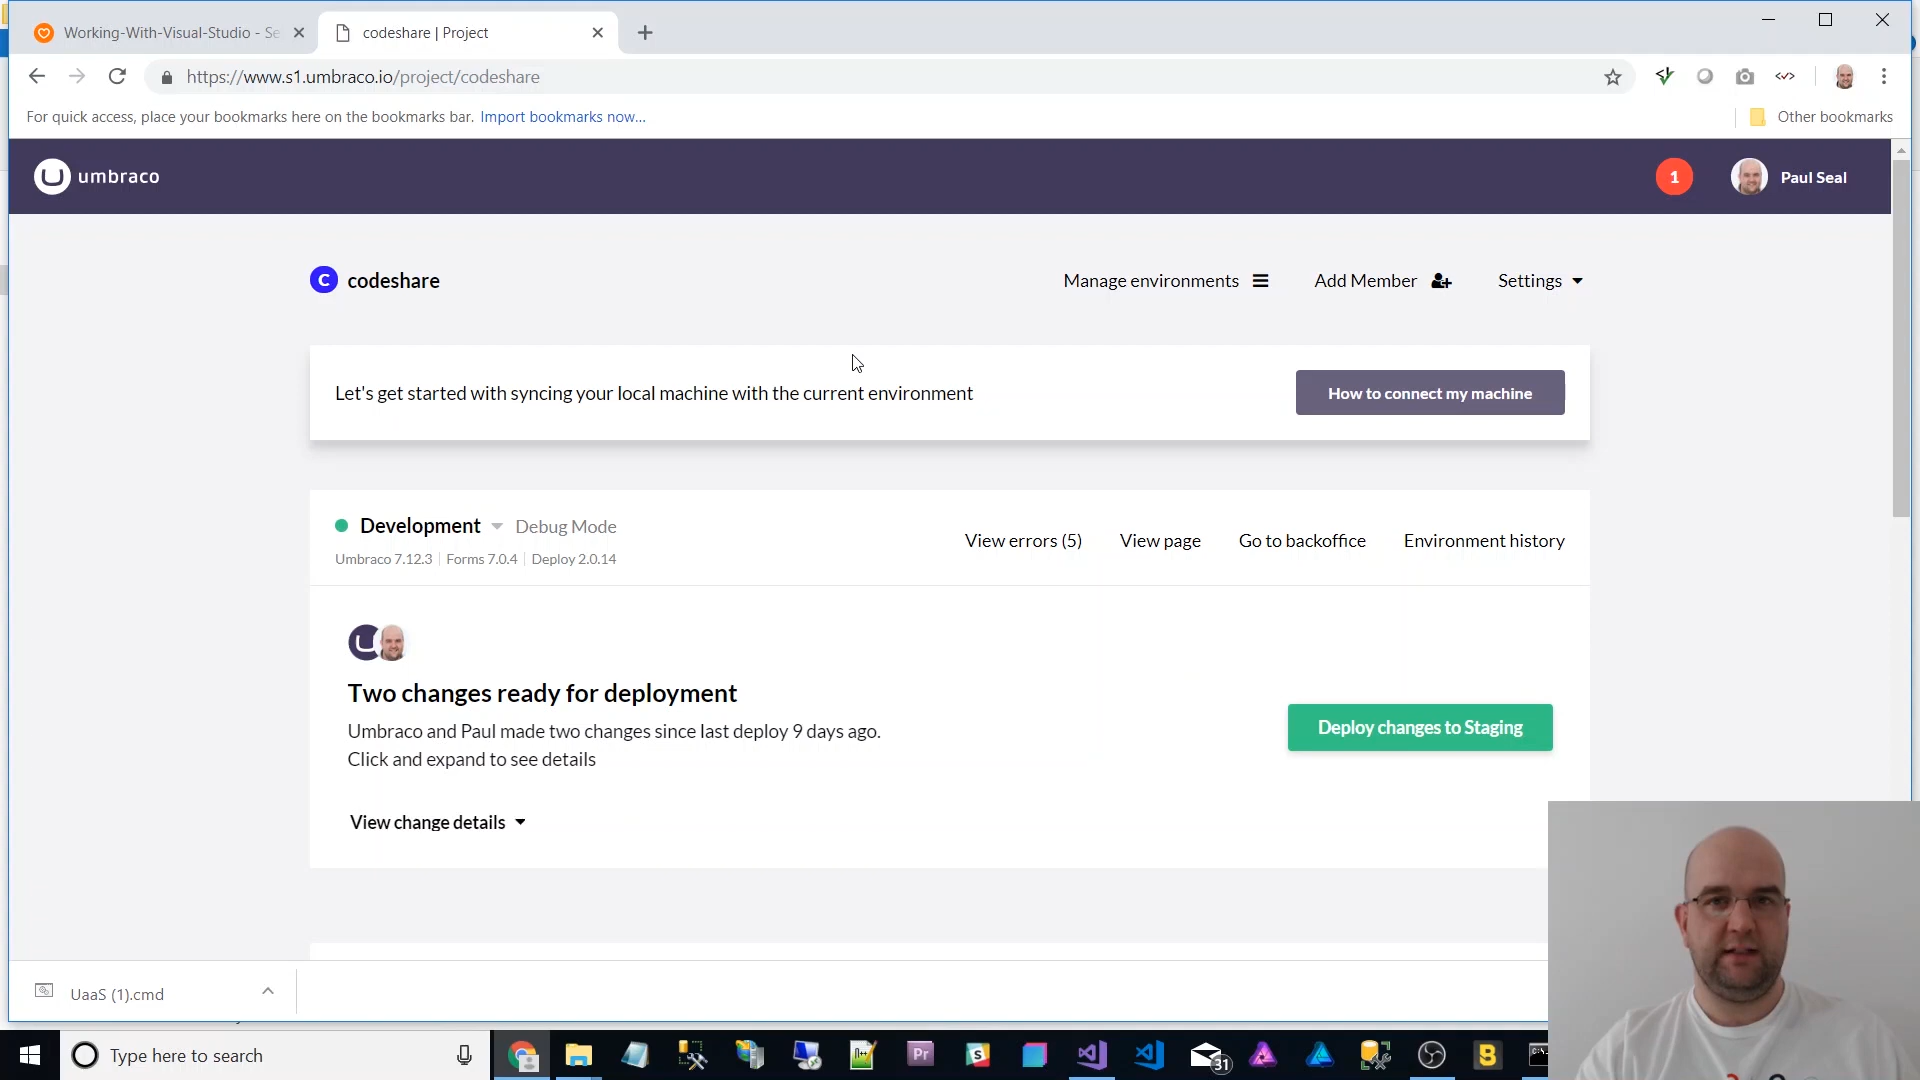 Working-With-Visual-Studio - Se
codeshare | Project
https://www.s1.umbraco.io/project/codeshare
For quick access, place your bookmarks here on the bookmarks bar. Import bookmarks now...
Other bookmarks
umbraco
1
Paul Seal
C codeshare
Manage environments
Add Member
Settings
Let's get started with syncing your local machine with the current environment
How to connect my machine
Development
Debug Mode
Umbraco 7.12.3 | Forms 7.0.4 | Deploy 2.0.14
View errors (5)
View page
Go to backoffice
Environment history
Two changes ready for deployment
Umbraco and Paul made two changes since last deploy 9 days ago.
Click and expand to see details
Deploy changes to Staging
View change details
UaaS (1).cmd
Type here to search
Pr
S
31
B